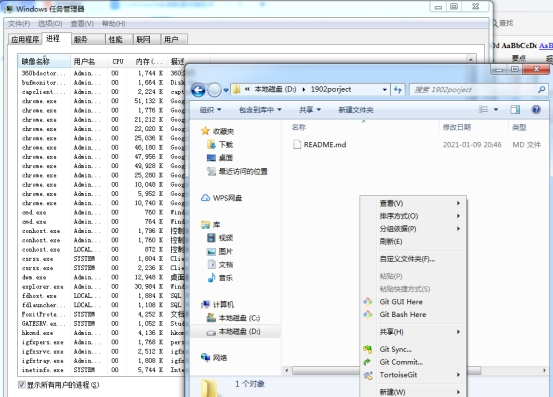 Windows 任务管理器
文件(F) 选项(O) 查看(V) 帮助(H)
应用程序 进程 服务 性能 联网 用户
映像名称 用户名 CPU 内存(... 描述
360bdoctor... Admin... 00 1,744 K 360浏
bufmonitor... Admin... 00 1,664 K Disk
capclient.... Admin... 00 2,224 K capt
chrome.exe Admin... 00 51,132 K Goog
chrome.exe Admin... 00 1,776 K Goog
chrome.exe Admin... 00 21,212 K Goog
chrome.exe Admin... 00 22,020 K Goog
chrome.exe Admin... 00 25,036 K Goog
chrome.exe Admin... 00 46,180 K Goog
chrome.exe Admin... 00 47,956 K Goog
chrome.exe Admin... 00 49,928 K Goog
chrome.exe Admin... 00 25,280 K Goog
chrome.exe Admin... 00 10,048 K Goog
chrome.exe Admin... 00 5,952 K Goog
chrome.exe Admin... 00 10,740 K Goog
cmd.exe Admin... 00 760 K Wind
cmd.exe Admin... 00 764 K Wind
conhost.exe Admin... 00 1,796 K 控制
conhost.exe Admin... 00 1,760 K 控制
conhost.exe LOCAL... 00 672 K 控制
csrss.exe SYSTEM 00 1,804 K Clie
csrss.exe SYSTEM 00 2,236 K Clie
dwm.exe Admin... 00 12,948 K 桌面
explorer.exe Admin... 00 30,984 K Wind
fdhost.exe LOCAL... 00 1,884 K SQL
fdlauncher... LOCAL... 00 1,108 K SQL
FoxitProte... SYSTEM 00 4,272 K 文件
GATESRV.ex... SYSTEM 00 1,052 K Stud
hkcmd.exe Admin... 00 4,100 K hkcm
igfxpers.exe Admin... 00 1,768 K pers
igfxsrvc.exe Admin... 00 2,512 K igfx
igfxtray.exe Admin... 00 1,808 K igfx
inetinfo.exe SYSTEM 00 5,744 K Inte
显示所有用户的进程(S)
查找
AaBbCcDd
要点
本地磁盘 (D:) 1902porject
搜索 1902porject
组织 包含到库中 共享 新建文件夹
名称 修改日期 类型
README.md 2021-01-09 20:46 MD 文件
收藏夹
下载
桌面
最近访问的位置
WPS网盘
库
视频
图片
文档
音乐
计算机
本地磁盘 (C:)
本地磁盘 (D:)
网络
1 个对象
查看(V)
排序方式(O)
分组依据(P)
刷新(E)
自定义文件夹(F)...
粘贴(P)
粘贴快捷方式(S)
Git GUI Here
Git Bash Here
共享(H)
Git Sync...
Git Commit...
TortoiseGit
新建(W)